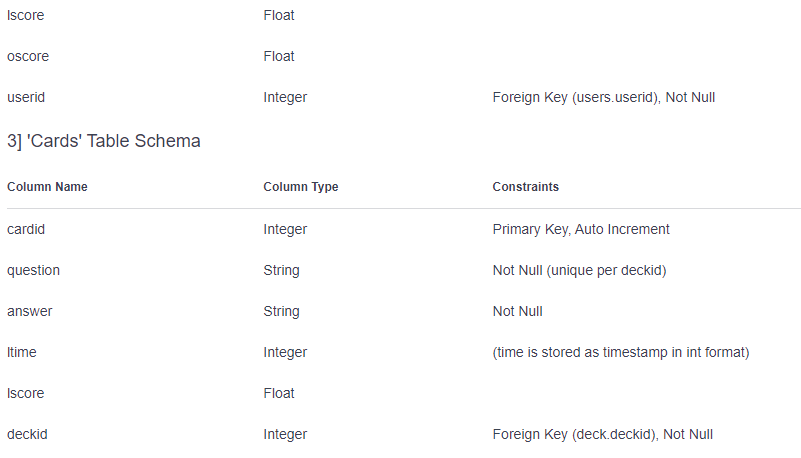 lscore Float
oscore Float
userid Integer Foreign Key (users.userid), Not Null
3] 'Cards' Table Schema
Column Name Column Type Constraints
cardid Integer Primary Key, Auto Increment
question String Not Null (unique per deckid)
answer String Not Null
ltime Integer (time is stored as timestamp in int format)
lscore Float
deckid Integer Foreign Key (deck.deckid), Not Null